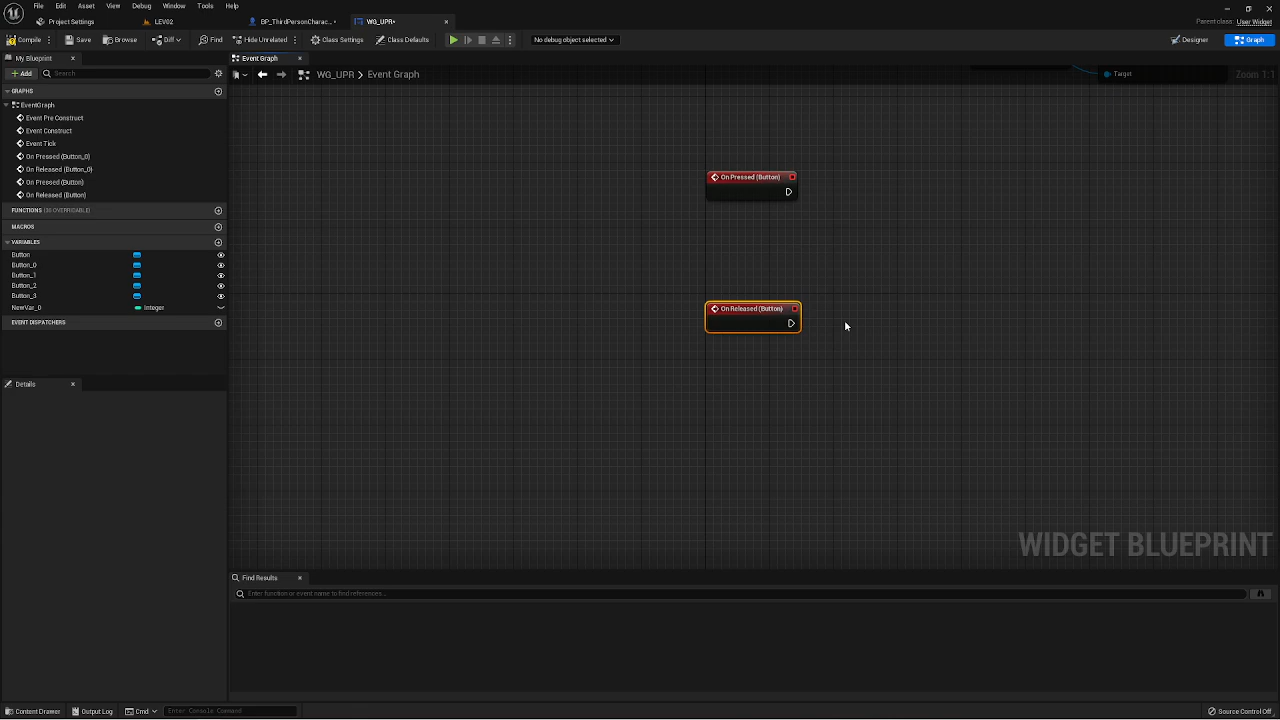 File Edit Asset View Debug Window Tools Help
Project Settings LEV02 BP_ThirdPersonCharac..• WG_UPR•
Parent class: User Widget
Compile Save Browse Diff Find Hide Unrelated Class Settings Class Defaults No debug object selected Designer Graph
My Blueprint Event Graph
Add Search WG_UPR > Event Graph Target Zoom 1:1
GRAPHS
EventGraph
Event Pre Construct
Event Construct
Event Tick
On Pressed (Button_0)
On Released (Button_0)
On Pressed (Button)
On Released (Button)
FUNCTIONS (36 OVERRIDABLE)
MACROS
VARIABLES
Button
Button_0
Button_1
Button_2
Button_3
NewVar_0 Integer
EVENT DISPATCHERS
Details
On Pressed (Button)
On Released (Button)
WIDGET BLUEPRINT
Find Results
Enter function or event name to find references...
Content Drawer Output Log Cmd Enter Console Command Source Control Off